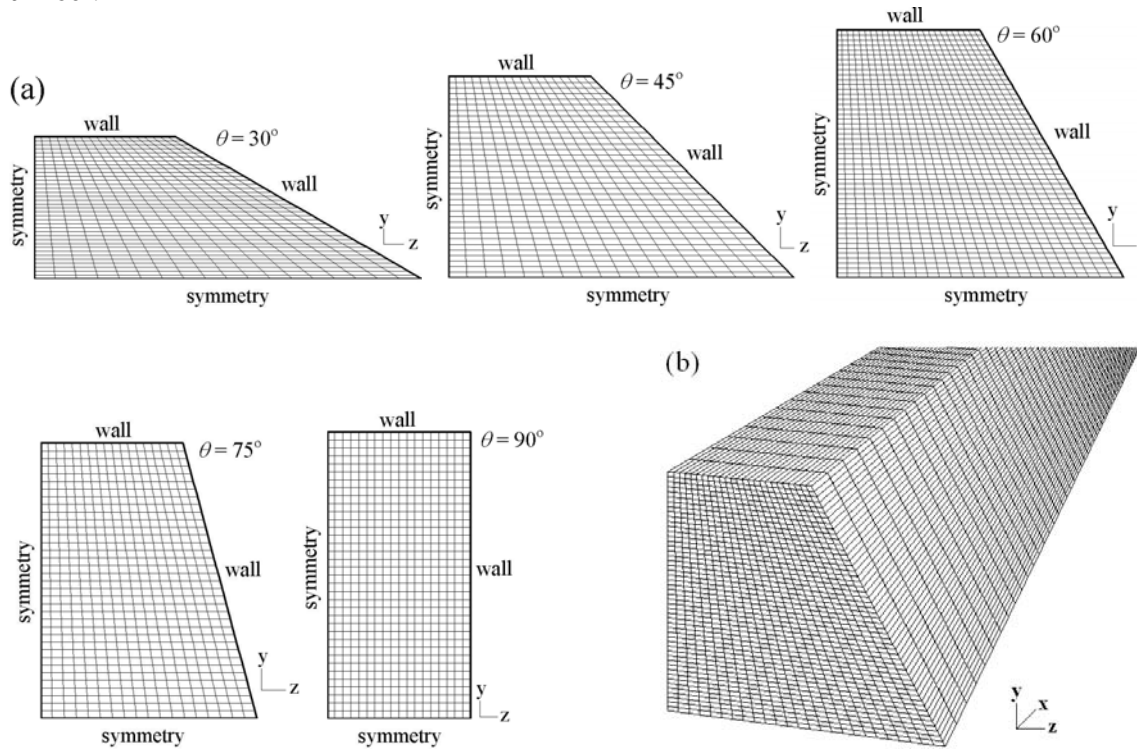 (a)
wall
θ = 30°
symmetry
wall
y
z
symmetry
wall
θ = 45°
symmetry
wall
y
z
symmetry
wall
θ = 60°
symmetry
wall
y
symmetry
wall
θ = 75°
symmetry
wall
y
z
symmetry
wall
θ = 90°
symmetry
wall
y
z
symmetry
(b)
y
x
z